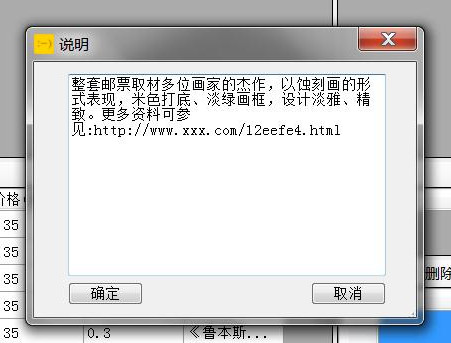 :-) 说明
整套邮票取材多位画家的杰作，以蚀刻画的形
式表现，米色打底、淡绿画框，设计淡雅、精
致。更多资料可参
见:http://www.xxx.com/12eefe4.html
价格
35
35
35 删除
35
35 0.3 《鲁本斯...
确定 取消